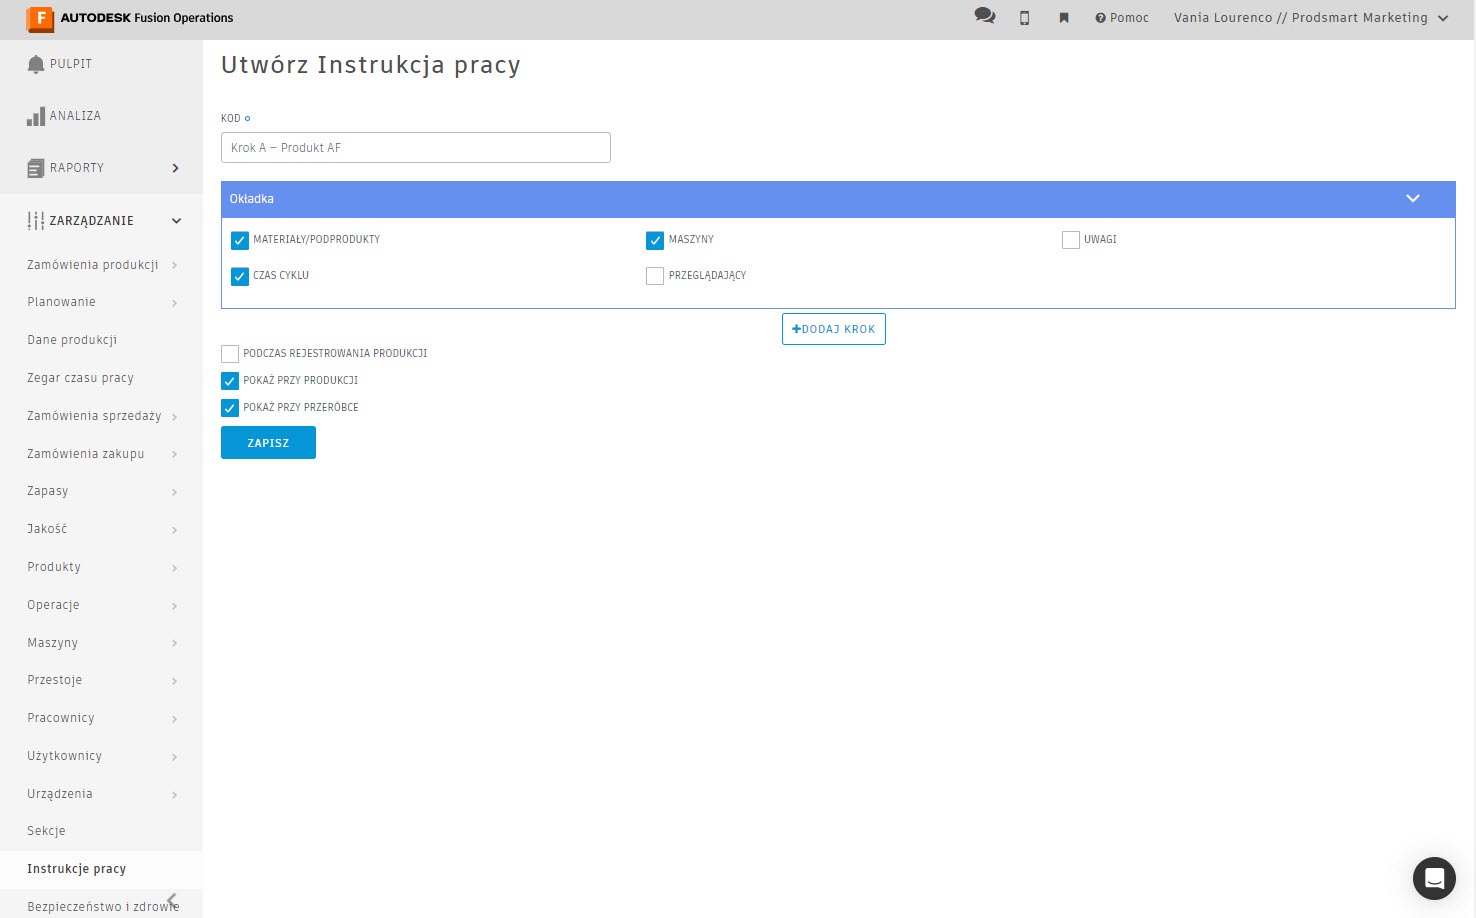 AUTODESK Fusion Operations
Pomoc
Vania Lourenco // Prodsmart Marketing
PULPIT
ANALIZA
RAPORTY
ZARZĄDZANIE
Zamówienia produkcji
Planowanie
Dane produkcji
Zegar czasu pracy
Zamówienia sprzedaży
Zamówienia zakupu
Zapasy
Jakość
Produkty
Operacje
Maszyny
Przestoje
Pracownicy
Użytkownicy
Urządzenia
Sekcje
Instrukcje pracy
Bezpieczeństwo i zdrowie
Utwórz Instrukcja pracy
KOD
Krok A – Produkt AF
Okładka
MATERIAŁY/PODPRODUKTY
MASZYNY
UWAGI
CZAS CYKLU
PRZEGLĄDAJĄCY
+DODAJ KROK
PODCZAS REJESTROWANIA PRODUKCJI
POKAŻ PRZY PRODUKCJI
POKAŻ PRZY PRZERÓBCE
ZAPISZ